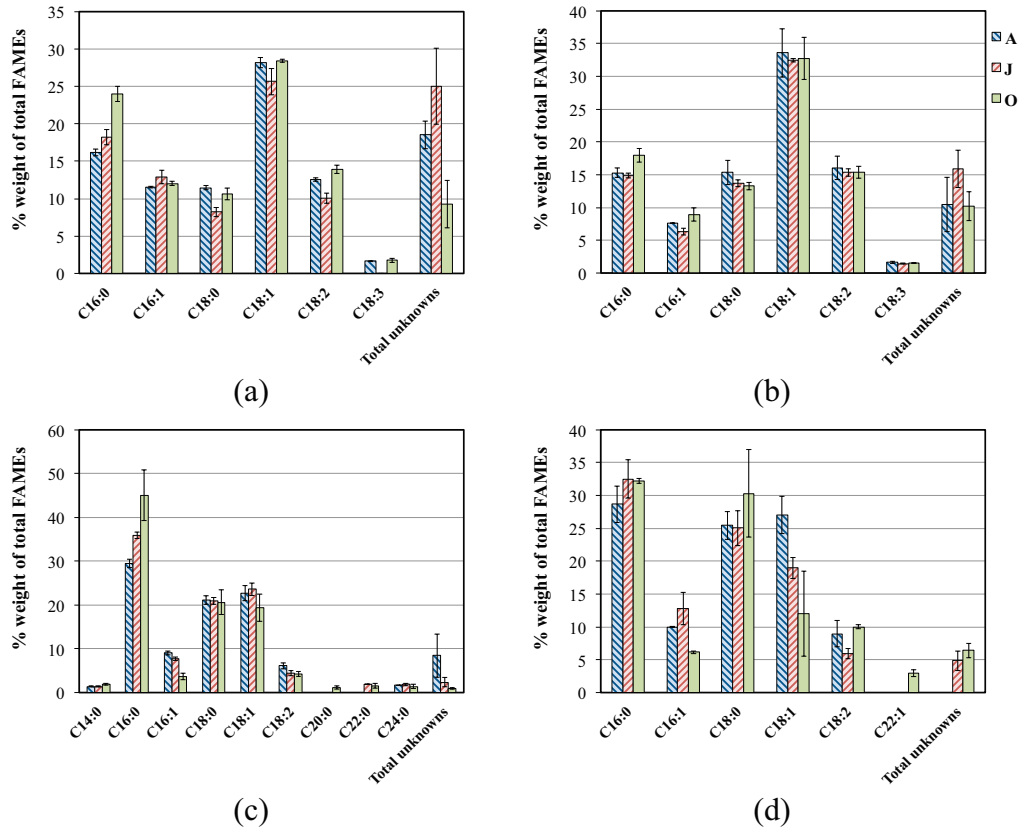 % weight of total FAMEs
35
30
25
20
15
10
5
0
C16:0
C16:1
C18:0
C18:1
C18:2
C18:3
Total unknowns
(a)
% weight of total FAMEs
40
35
30
25
20
15
10
5
0
C16:0
C16:1
C18:0
C18:1
C18:2
C18:3
Total unknowns
(b)
A
J
O
% weight of total FAMEs
60
50
40
30
20
10
0
C14:0
C16:0
C16:1
C18:0
C18:1
C18:2
C20:0
C22:0
C24:0
Total unknowns
(c)
% weight of total FAMEs
40
35
30
25
20
15
10
5
0
C16:0
C16:1
C18:0
C18:1
C18:2
C22:1
Total unknowns
(d)